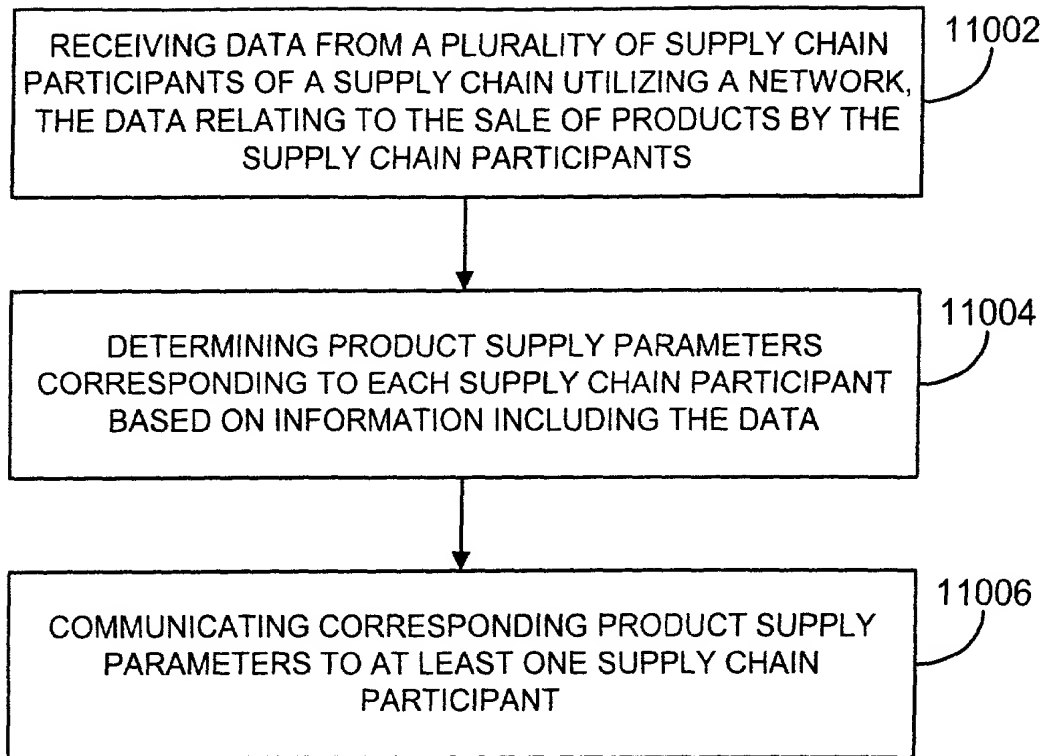 RECEIVING DATA FROM A PLURALITY OF SUPPLY CHAIN
PARTICIPANTS OF A SUPPLY CHAIN UTILIZING A NETWORK,
THE DATA RELATING TO THE SALE OF PRODUCTS BY THE
SUPPLY CHAIN PARTICIPANTS
11002
DETERMINING PRODUCT SUPPLY PARAMETERS
CORRESPONDING TO EACH SUPPLY CHAIN PARTICIPANT
BASED ON INFORMATION INCLUDING THE DATA
11004
COMMUNICATING CORRESPONDING PRODUCT SUPPLY
PARAMETERS TO AT LEAST ONE SUPPLY CHAIN
PARTICIPANT
11006